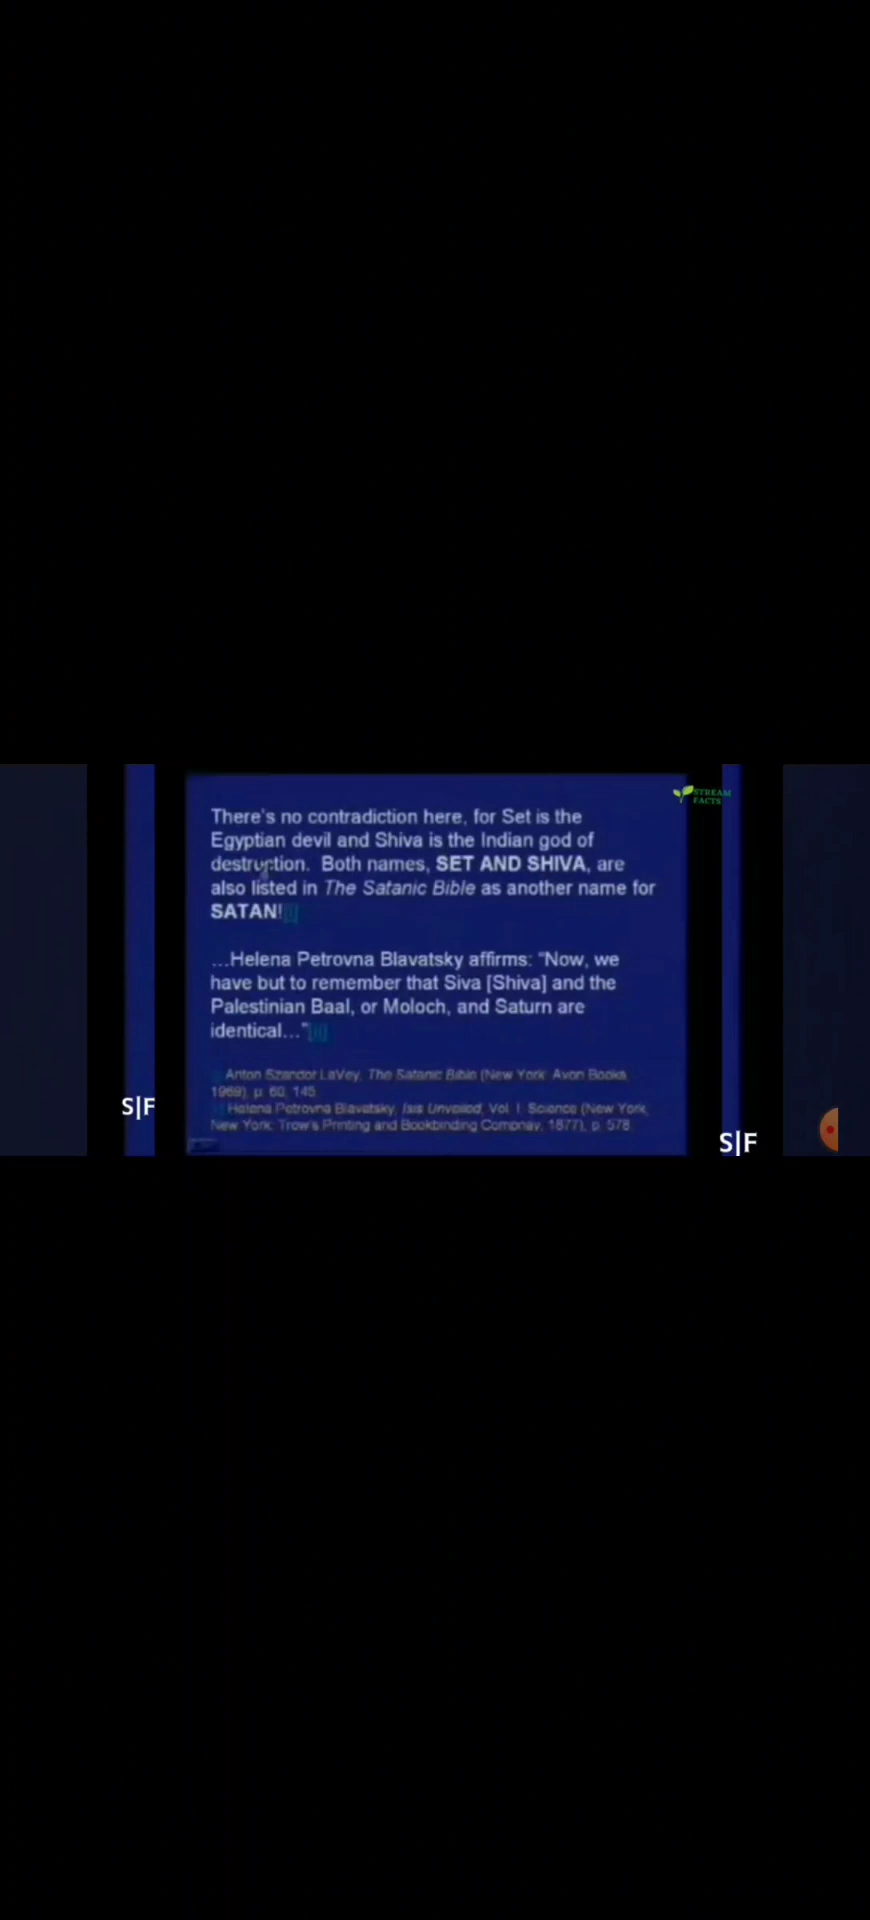 STREAM
FACTS
There's no contradiction here, for Set is the
Egyptian devil and Shiva is the Indian god of
destruction. Both names, SET AND SHIVA, are
also listed in The Satanic Bible as another name for
SATAN![i]
...Helena Petrovna Blavatsky affirms: "Now, we
have but to remember that Siva [Shiva] and the
Palestinian Baal, or Moloch, and Saturn are
identical..."[ii]
Anton Szandor LaVey, The Satanic Bible (New York: Avon Books,
1969), p. 60, 145
Helena Petrovna Blavatsky, Isis Unveiled, Vol. I. Science (New York,
New York: Trow's Printing and Bookbinding Compnay, 1877), p. 578.
S|F
S|F